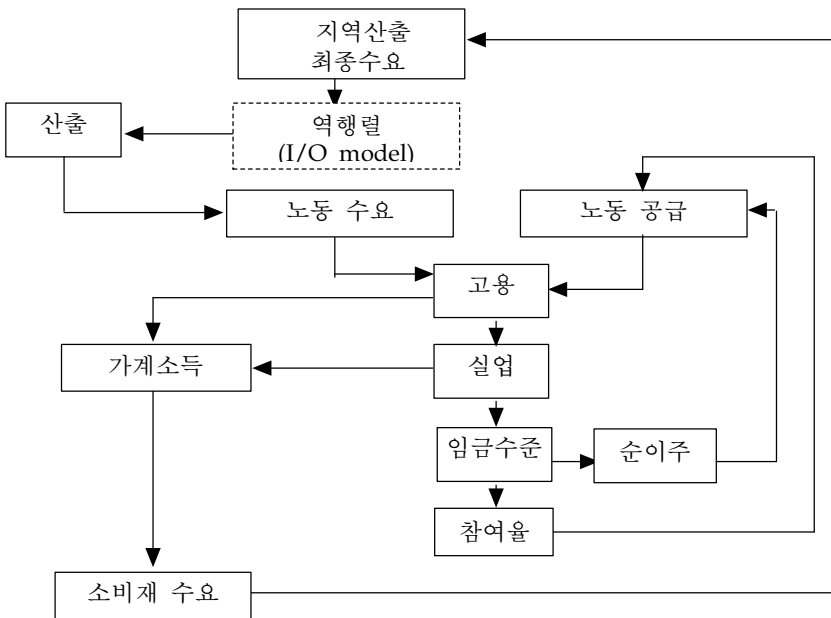 지역산출
최종수요
산출
역행렬
(I/O model)
노동 수요
노동 공급
고용
가계소득
실업
임금수준
순이주
참여율
소비재 수요